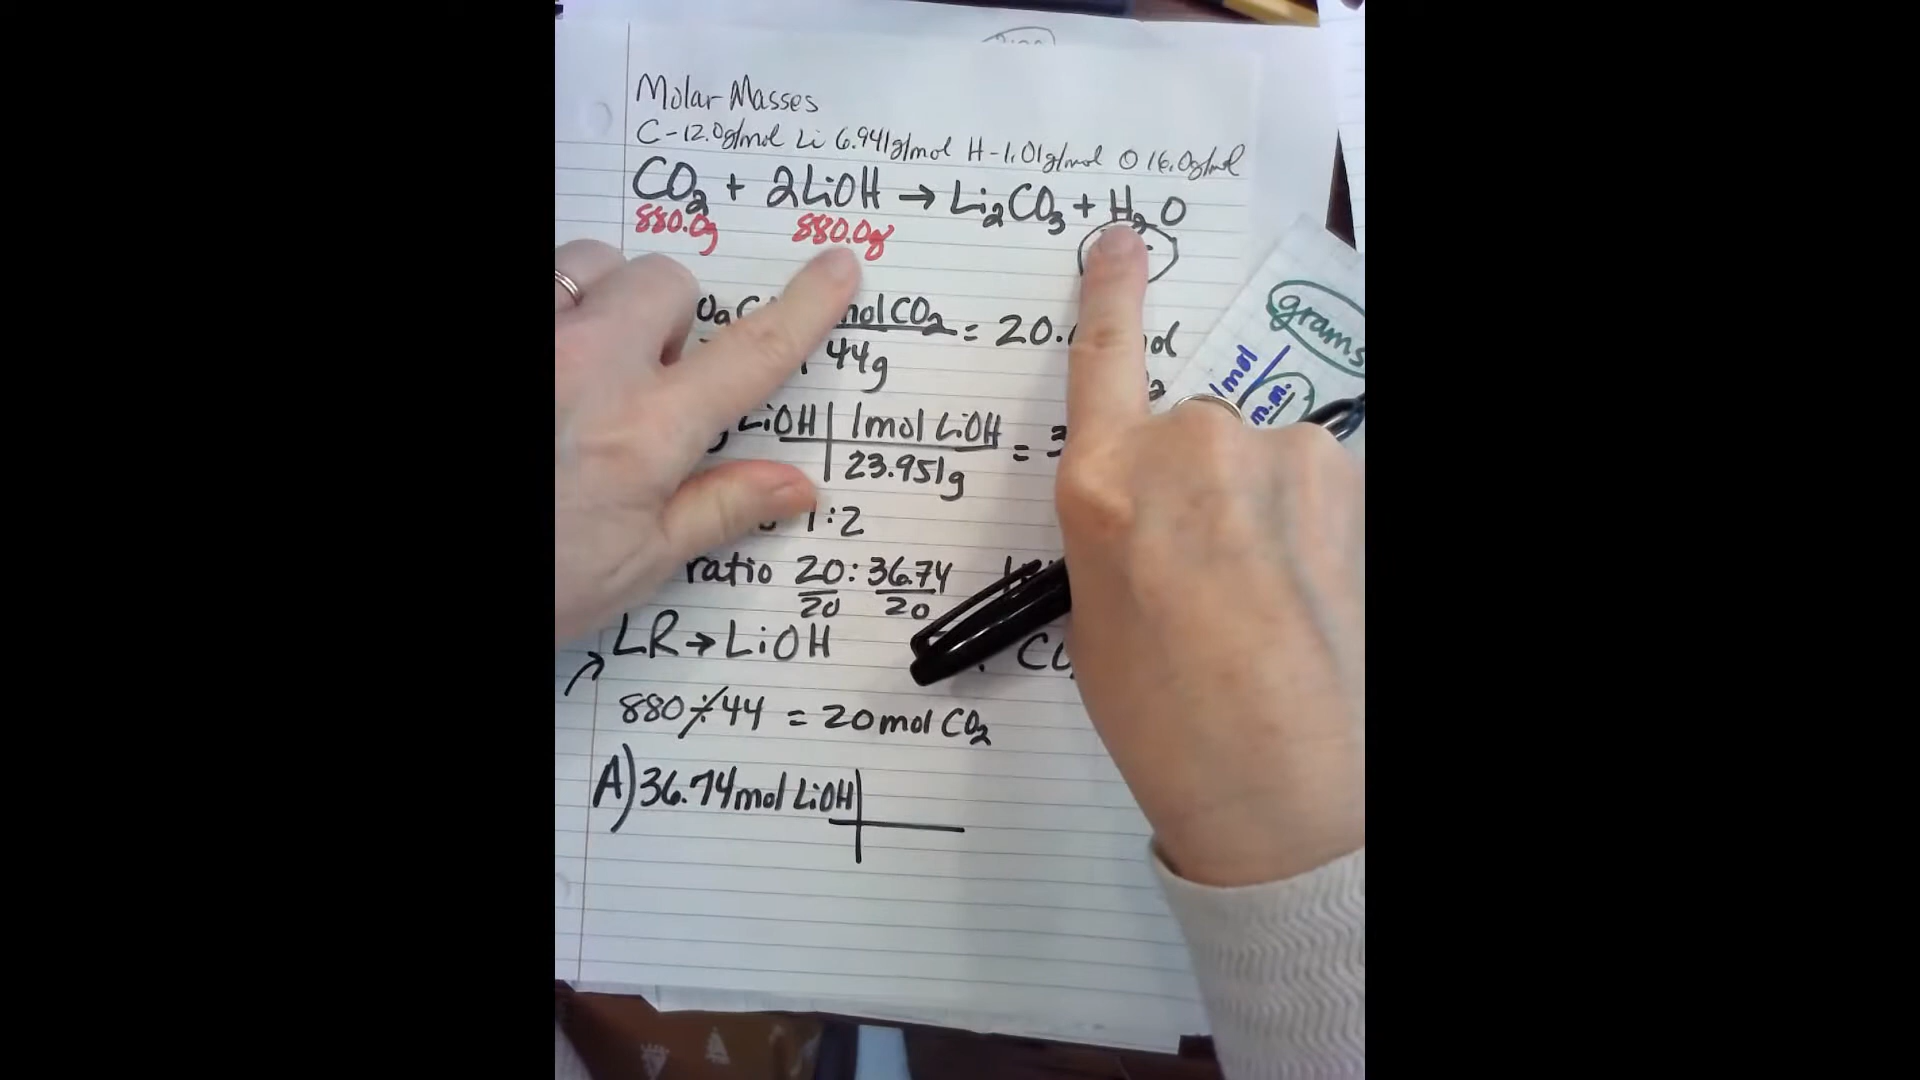 Molar Masses
C-12.0g/mol Li 6.941g/mol H-1.01g/mol O 16.0g/mol
CO₂ + 2LiOH → Li₂CO₃ + H₂O
880.0g 880.0g
mol CO₂ = 20.
44g
LiOH | 1mol LiOH =
23.951g
1:2
ratio 20:36.74
20 20
LR → LiOH
880 ÷ 44 = 20 mol CO₂
A) 36.74 mol LiOH
grams
1mol
m.m.